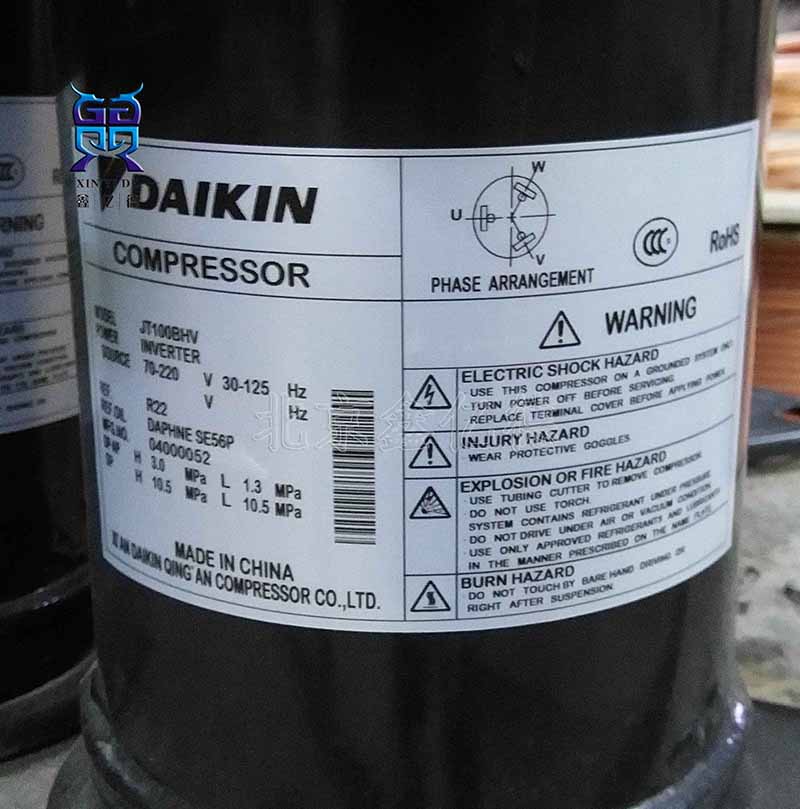 DAIKIN
COMPRESSOR
MODEL JT100BHV
POWER INVERTER
SOURCE 70-220 V 30-125 Hz
V Hz
REF. R22
REF. OIL DAPHNE SE56P
MFG.NO. 04000052
DP-AP H 3.0 MPa L 1.3 MPa
TP H 10.5 MPa L 10.5 MPa
MADE IN CHINA
XI'AN DAIKIN QING'AN COMPRESSOR CO.,LTD.
W
U
V
PHASE ARRANGEMENT
CCC
RoHS
WARNING
ELECTRIC SHOCK HAZARD
· USE THIS COMPRESSOR ON A GROUNDED SYSTEM ONLY.
· TURN POWER OFF BEFORE SERVICING.
· REPLACE TERMINAL COVER BEFORE APPLYING POWER.
INJURY HAZARD
· WEAR PROTECTIVE GOGGLES.
EXPLOSION OR FIRE HAZARD
· USE TUBING CUTTER TO REMOVE COMPRESSOR.
· DO NOT USE TORCH.
SYSTEM CONTAINS REFRIGERANT UNDER PRESSURE.
· DO NOT DRIVE UNDER AIR OR VACUUM CONDITION.
· USE ONLY APPROVED REFRIGERANTS AND LUBRICANTS
IN THE MANNER PRESCRIBED ON THE NAME PLATE.
BURN HAZARD
· DO NOT TOUCH BY BARE HAND DRIVING OR
RIGHT AFTER SUSPENSION.
北京鑫亿
鑫亿德